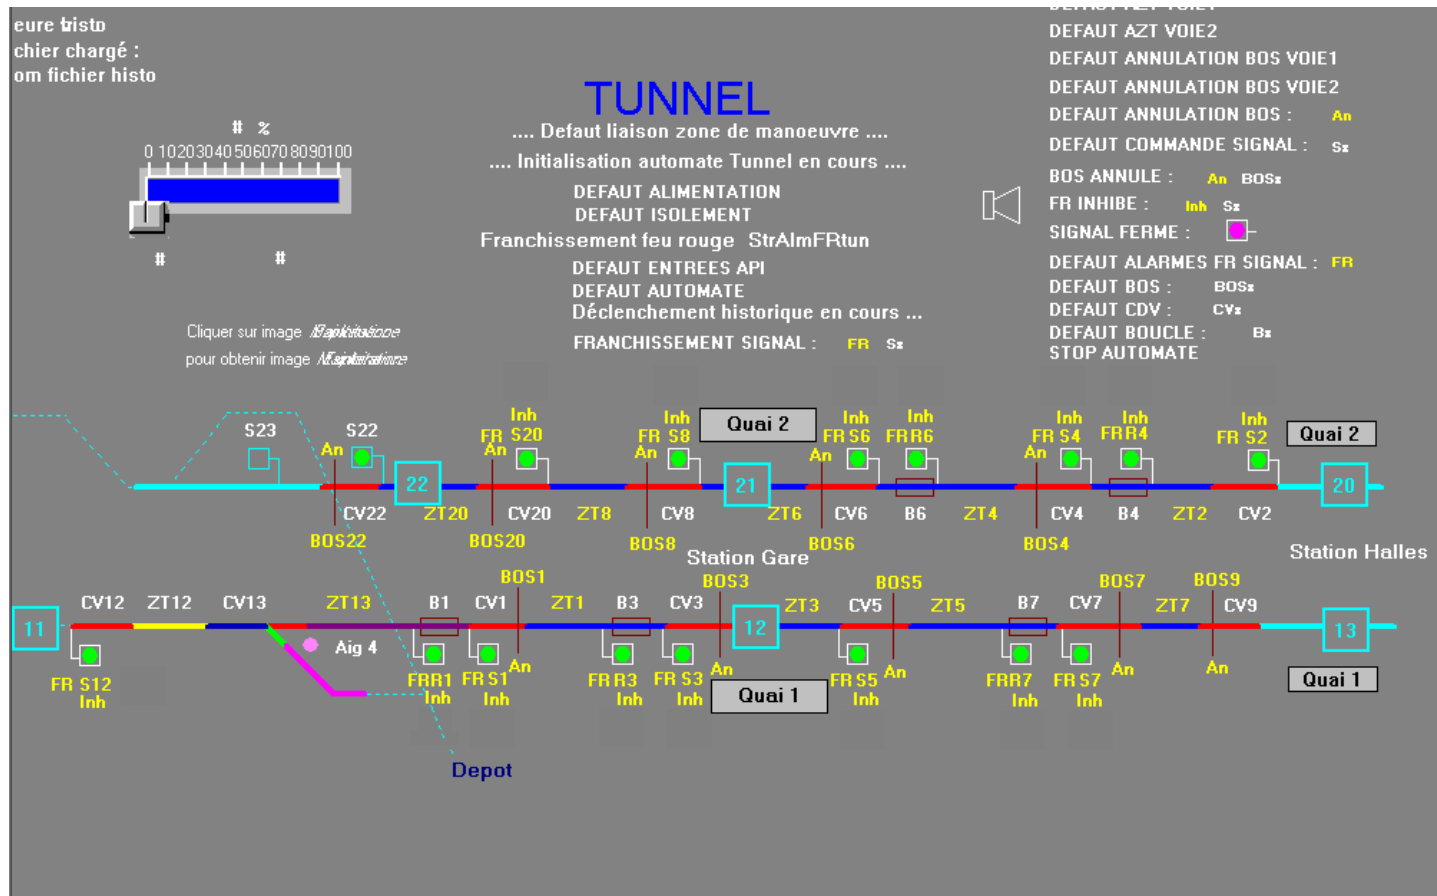 eure tristo
chier chargé :
om fichier histo
# %
0 10 20 30 40 50 60 70 80 90 100
# #
Cliquer sur image
pour obtenir image
TUNNEL
.... Defaut liaison zone de manoeuvre ....
.... Initialisation automate Tunnel en cours ....
DEFAUT ALIMENTATION
DEFAUT ISOLEMENT
Franchissement feu rouge StrAlmFRtun
DEFAUT ENTREES API
DEFAUT AUTOMATE
Déclenchement historique en cours ...
FRANCHISSEMENT SIGNAL : FR Sz
DEFAUT AZT VOIE1
DEFAUT AZT VOIE2
DEFAUT ANNULATION BOS VOIE1
DEFAUT ANNULATION BOS VOIE2
DEFAUT ANNULATION BOS : An
DEFAUT COMMANDE SIGNAL : Sz
BOS ANNULE : An BOSz
FR INHIBE : Inh Sz
SIGNAL FERME :
DEFAUT ALARMES FR SIGNAL : FR
DEFAUT BOS : BOSz
DEFAUT CDV : CVz
DEFAUT BOUCLE : Bz
STOP AUTOMATE
Inh Inh Inh Inh Inh Inh Inh
S23 S22 FR S20 FR S8 Quai 2 FR S6 FR R6 FR S4 FR R4 FR S2 Quai 2
An An An An An
22 21 20
CV22 ZT20 CV20 ZT8 CV8 ZT6 CV6 B6 ZT4 CV4 B4 ZT2 CV2
BOS22 BOS20 BOS8 BOS6 BOS4
Station Gare Station Halles
BOS1 BOS3 BOS5 BOS7 BOS9
CV12 ZT12 CV13 ZT13 B1 CV1 ZT1 B3 CV3 ZT3 CV5 ZT5 B7 CV7 ZT7 CV9
11 12 13
Aig 4
An An An An An
FR S12 FR R1 FR S1 FR R3 FR S3 Quai 1 FR S5 FR R7 FR S7 Quai 1
Inh Inh Inh Inh Inh Inh Inh Inh
Depot